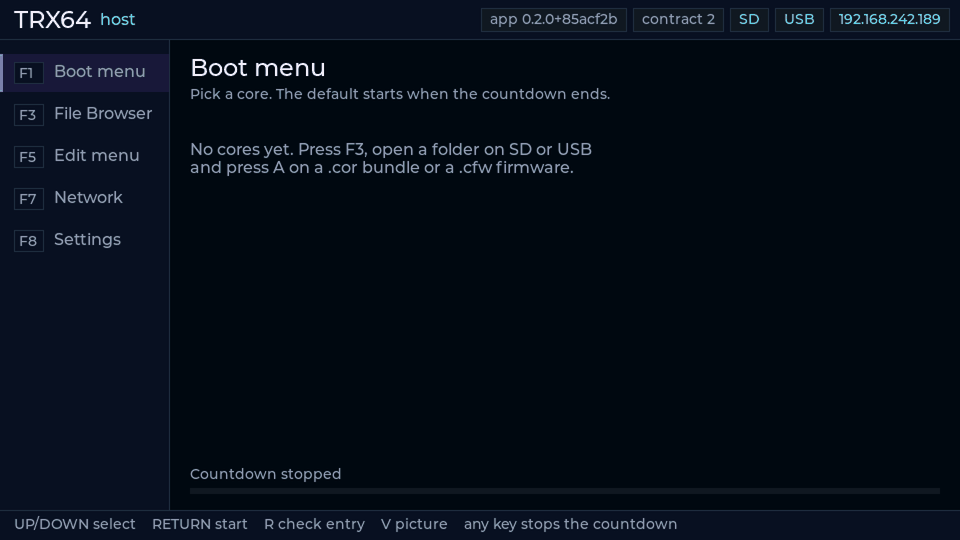 TRX64 host
app 0.2.0+85acf2b
contract 2
SD
USB
192.168.242.189
F1 Boot menu
F3 File Browser
F5 Edit menu
F7 Network
F8 Settings
Boot menu
Pick a core. The default starts when the countdown ends.
No cores yet. Press F3, open a folder on SD or USB
and press A on a .cor bundle or a .cfw firmware.
Countdown stopped
UP/DOWN select RETURN start R check entry V picture any key stops the countdown